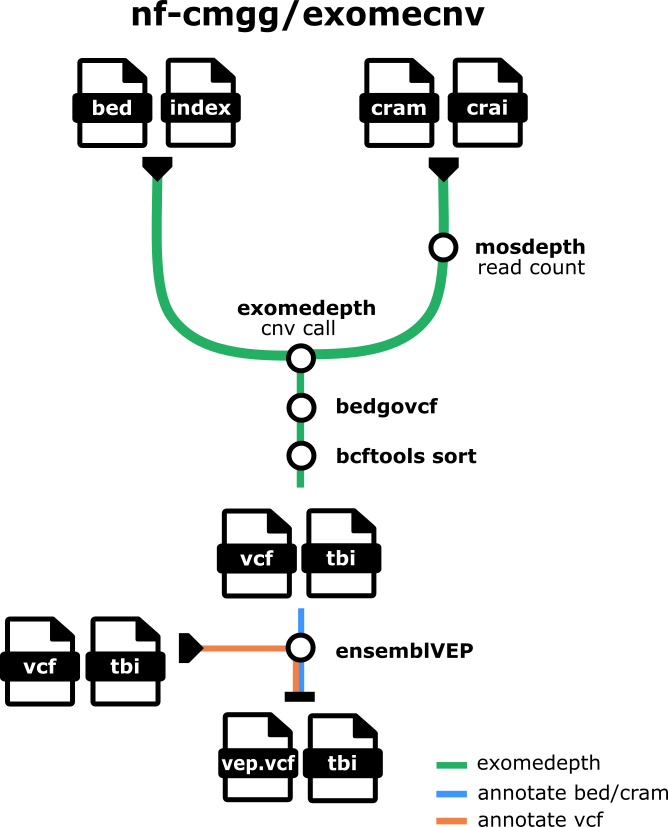 nf-cmgg/exomecnv
bed index cram crai
mosdepth
read count
exomedepth
cnv call
bedgovcf
bcftools sort
vcf tbi
ensemblVEP
vcf tbi
vep.vcf tbi
exomedepth
annotate bed/cram
annotate vcf